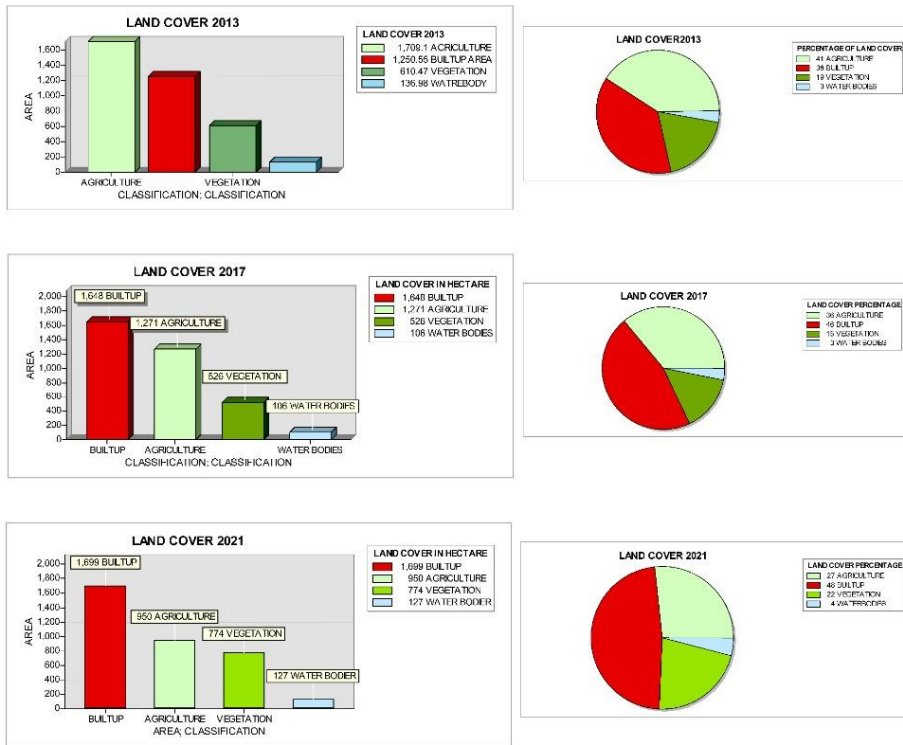 LAND COVER 2013
1,600
1,400
1,200
1,000
800
600
400
200
0
AREA
AGRICULTURE
VEGETATION
CLASSIFICATION; CLASSIFICATION
LAND COVER 2013
1,709.1 AGRICULTURE
1,250.55 BUILTUP AREA
610.47 VEGETATION
136.98 WATREBODY
LAND COVER2013
PERCENTAGE OF LAND COVER
41 AGRICULTURE
38 BUILTUP
19 VEGETATION
3 WATER BODIES
LAND COVER 2017
2,000
1,800
1,600
1,400
1,200
1,000
800
600
400
200
0
AREA
1,648 BUILTUP
1,271 AGRICULTURE
526 VEGETATION
106 WATER BODIES
BUILTUP
AGRICULTURE
WATER BODIES
CLASSIFICATION; CLASSIFICATION
LAND COVER IN HECTARE
1,648 BUILTUP
1,271 AGRICULTURE
526 VEGETATION
106 WATER BODIES
LAND COVER 2017
LAND COVER PERCENTAGE
36 AGRICULTURE
46 BUILTUP
15 VEGETATION
3 WATER BODIES
LAND COVER 2021
2,000
1,800
1,600
1,400
1,200
1,000
800
600
400
200
0
AREA
1,699 BUILTUP
950 AGRICULTURE
774 VEGETATION
127 WATER BODIER
BUILTUP
AGRICULTURE
VEGETATION
AREA; CLASSIFICATION
LAND COVER IN HECTARE
1,699 BUILTUP
950 AGRICULTURE
774 VEGETATION
127 WATER BODIER
LAND COVER 2021
LAND COVER PERCENTAGE
27 AGRICULTURE
48 BUILTUP
22 VEGETATION
4 WATERBODIES